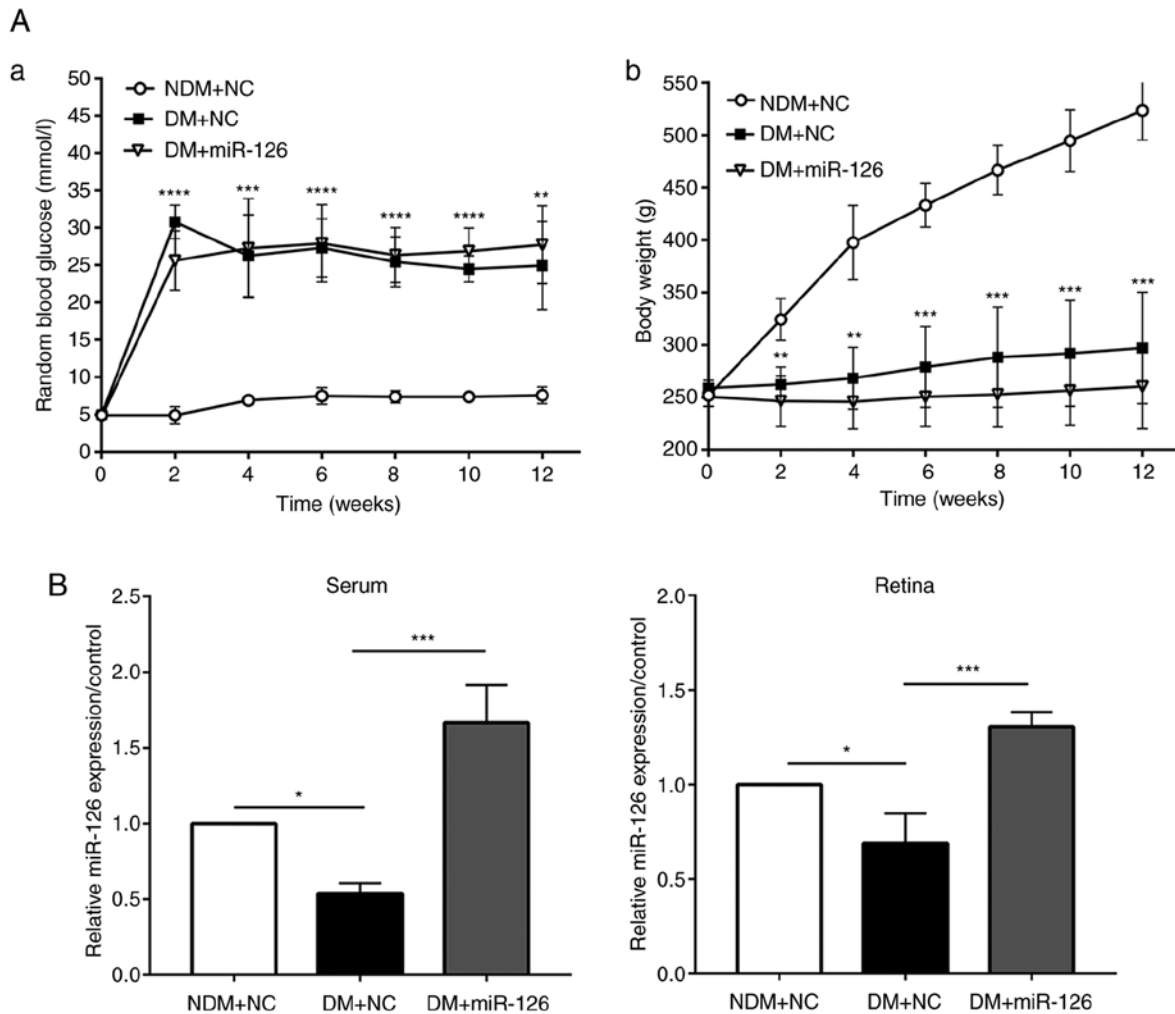 A
a
50
45
40
35
30
25
20
15
10
5
0
Random blood glucose (mmol/l)
NDM+NC
DM+NC
DM+miR-126
**** *** **** **** **** **
0 2 4 6 8 10 12
Time (weeks)
b
550
500
450
400
350
300
250
200
Body weight (g)
NDM+NC
DM+NC
DM+miR-126
** ** *** *** *** ***
0 2 4 6 8 10 12
Time (weeks)
B
Serum
2.5
2.0
1.5
1.0
0.5
0.0
Relative miR-126 expression/control
***
*
NDM+NC DM+NC DM+miR-126
Retina
2.0
1.5
1.0
0.5
0.0
Relative miR-126 expression/control
***
*
NDM+NC DM+NC DM+miR-126